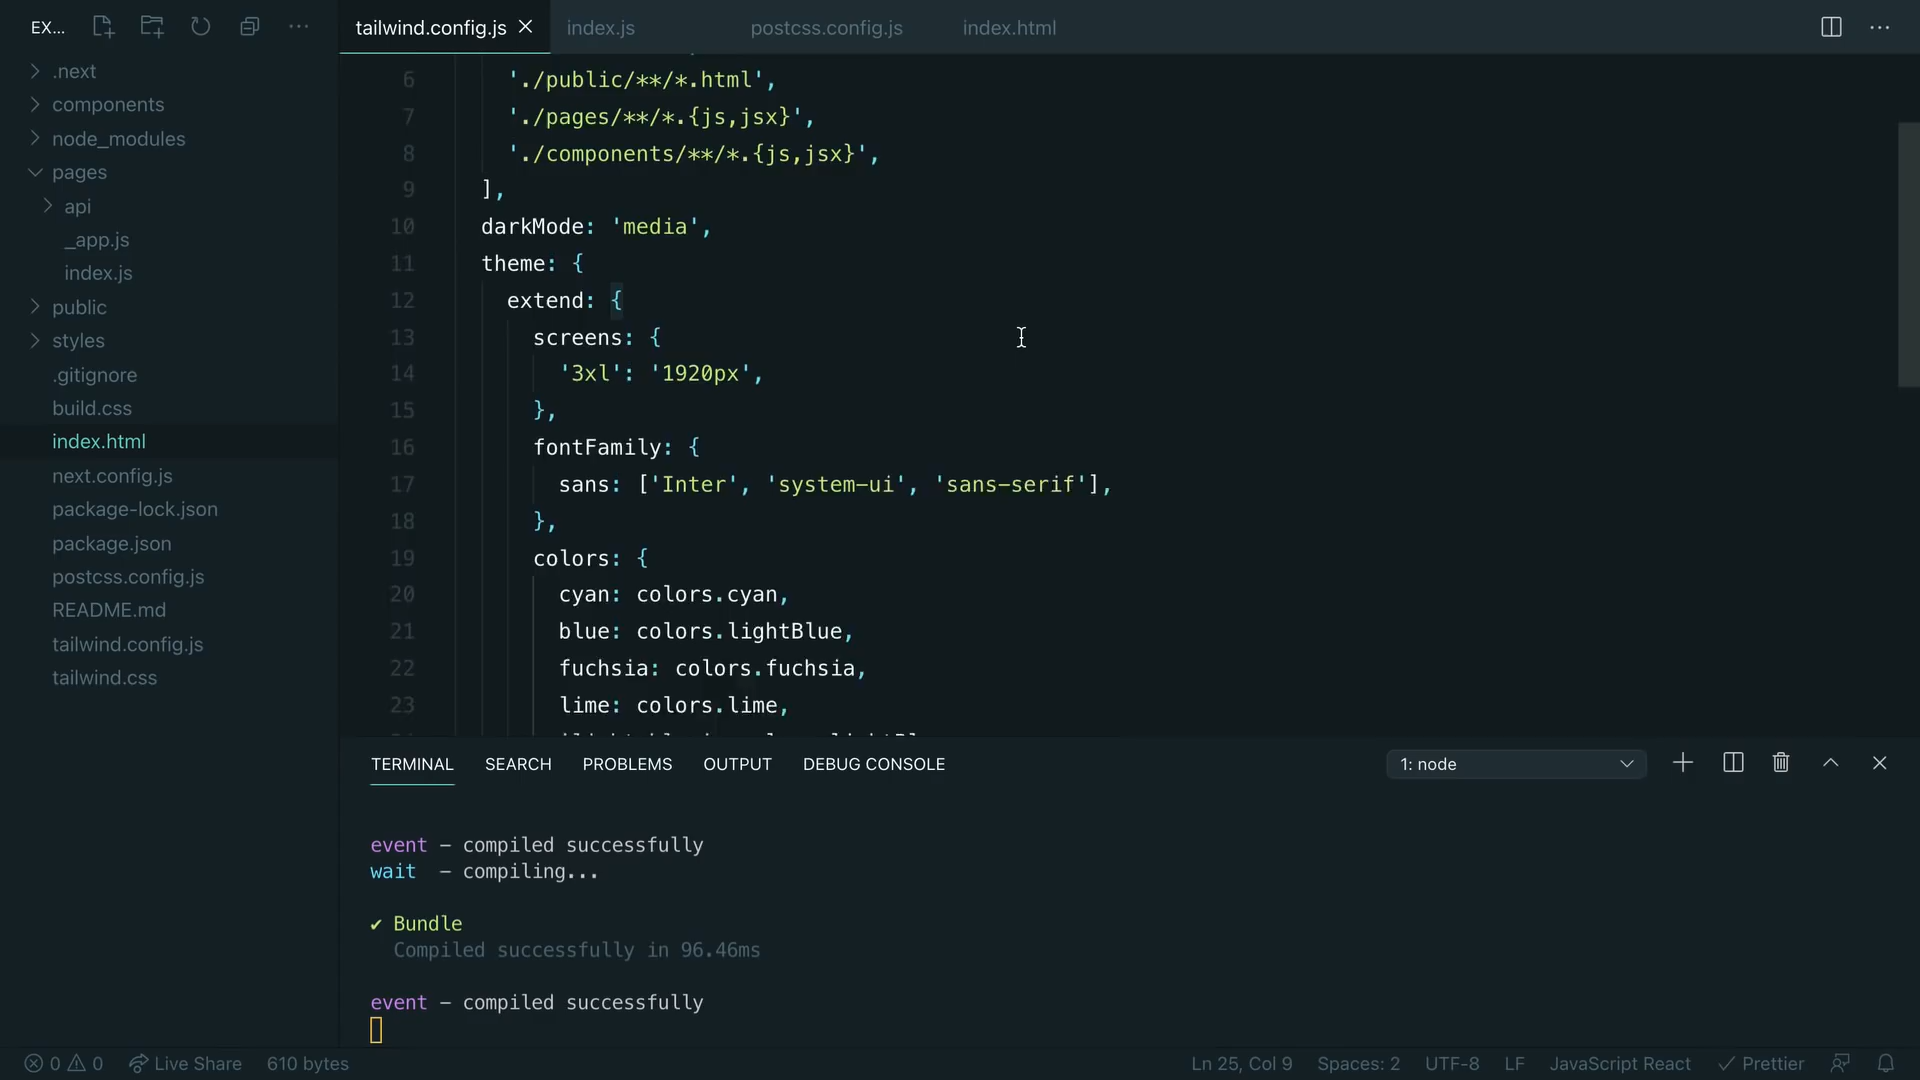 EX...
tailwind.config.js
index.js
postcss.config.js
index.html
.next
components
node_modules
pages
api
_app.js
index.js
public
styles
.gitignore
build.css
index.html
next.config.js
package-lock.json
package.json
postcss.config.js
README.md
tailwind.config.js
tailwind.css
6 './public/**/*.html',
7 './pages/**/*.{js,jsx}',
8 './components/**/*.{js,jsx}',
9 ],
10 darkMode: 'media',
11 theme: {
12 extend: {
13 screens: {
14 '3xl': '1920px',
15 },
16 fontFamily: {
17 sans: ['Inter', 'system-ui', 'sans-serif'],
18 },
19 colors: {
20 cyan: colors.cyan,
21 blue: colors.lightBlue,
22 fuchsia: colors.fuchsia,
23 lime: colors.lime,
TERMINAL SEARCH PROBLEMS OUTPUT DEBUG CONSOLE 1: node
event - compiled successfully
wait - compiling...
✔ Bundle
Compiled successfully in 96.46ms
event - compiled successfully
0 0 Live Share 610 bytes Ln 25, Col 9 Spaces: 2 UTF-8 LF JavaScript React Prettier